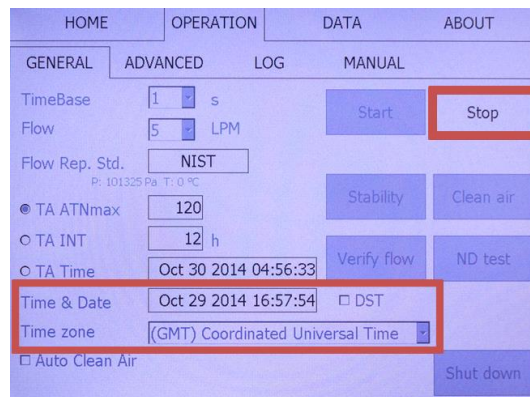 HOME OPERATION DATA ABOUT
GENERAL ADVANCED LOG MANUAL
TimeBase 1 s Start Stop
Flow 5 LPM
Flow Rep. Std. NIST
P: 101325 Pa T: 0 ºC
TA ATNmax 120 Stability Clean air
TA INT 12 h
TA Time Oct 30 2014 04:56:33 Verify flow ND test
Time & Date Oct 29 2014 16:57:54 DST
Time zone (GMT) Coordinated Universal Time
Auto Clean Air Shut down